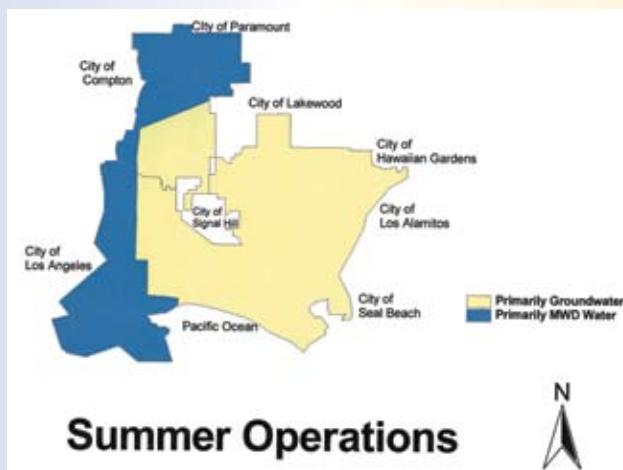 City of Paramount
City of
Compton
City of Lakewood
City of
Hawaiian Gardens
City of
Signal Hill
City of
Los Alamitos
City of
Los Angeles
City of
Seal Beach
Pacific Ocean
Primarily Groundwater
Primarily MWD Water
N
Summer Operations